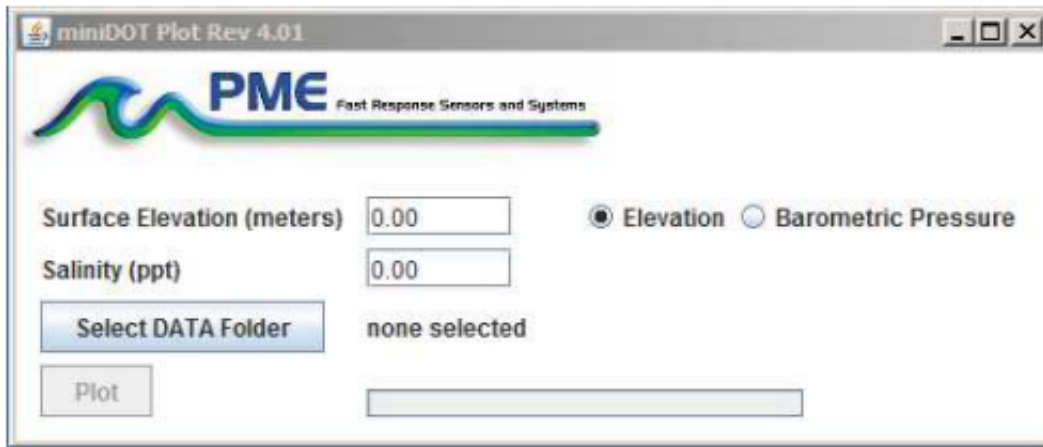 miniDOT Plot Rev 4.01
PME Fast Response Sensors and Systems
Surface Elevation (meters) 0.00 Elevation Barometric Pressure
Salinity (ppt) 0.00
Select DATA Folder none selected
Plot